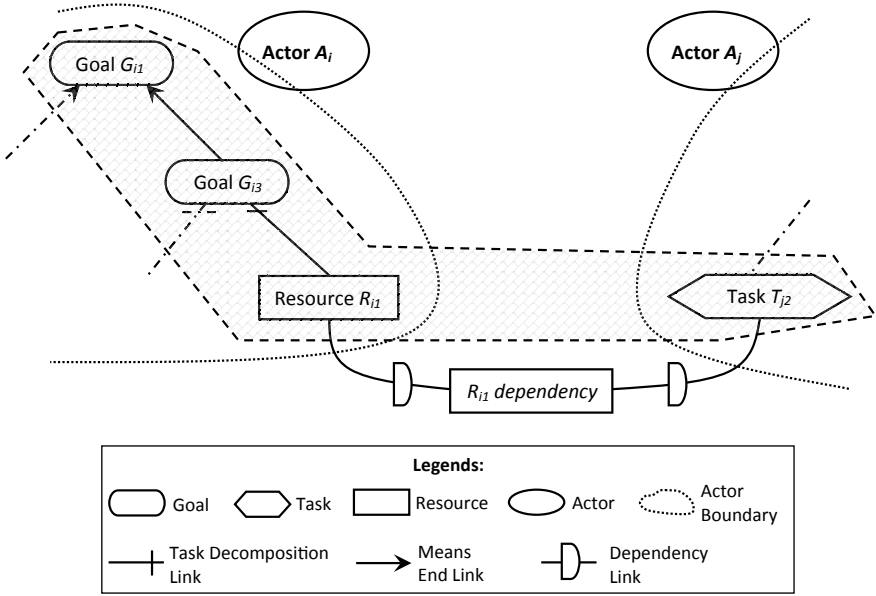 Goal Gi1
Actor Ai
Actor Aj
Goal Gi3
Resource Ri1
Task Tj2
Ri1 dependency
Legends:
Goal
Task
Resource
Actor
Actor
Boundary
Task Decomposition
Link
Means
End Link
Dependency
Link